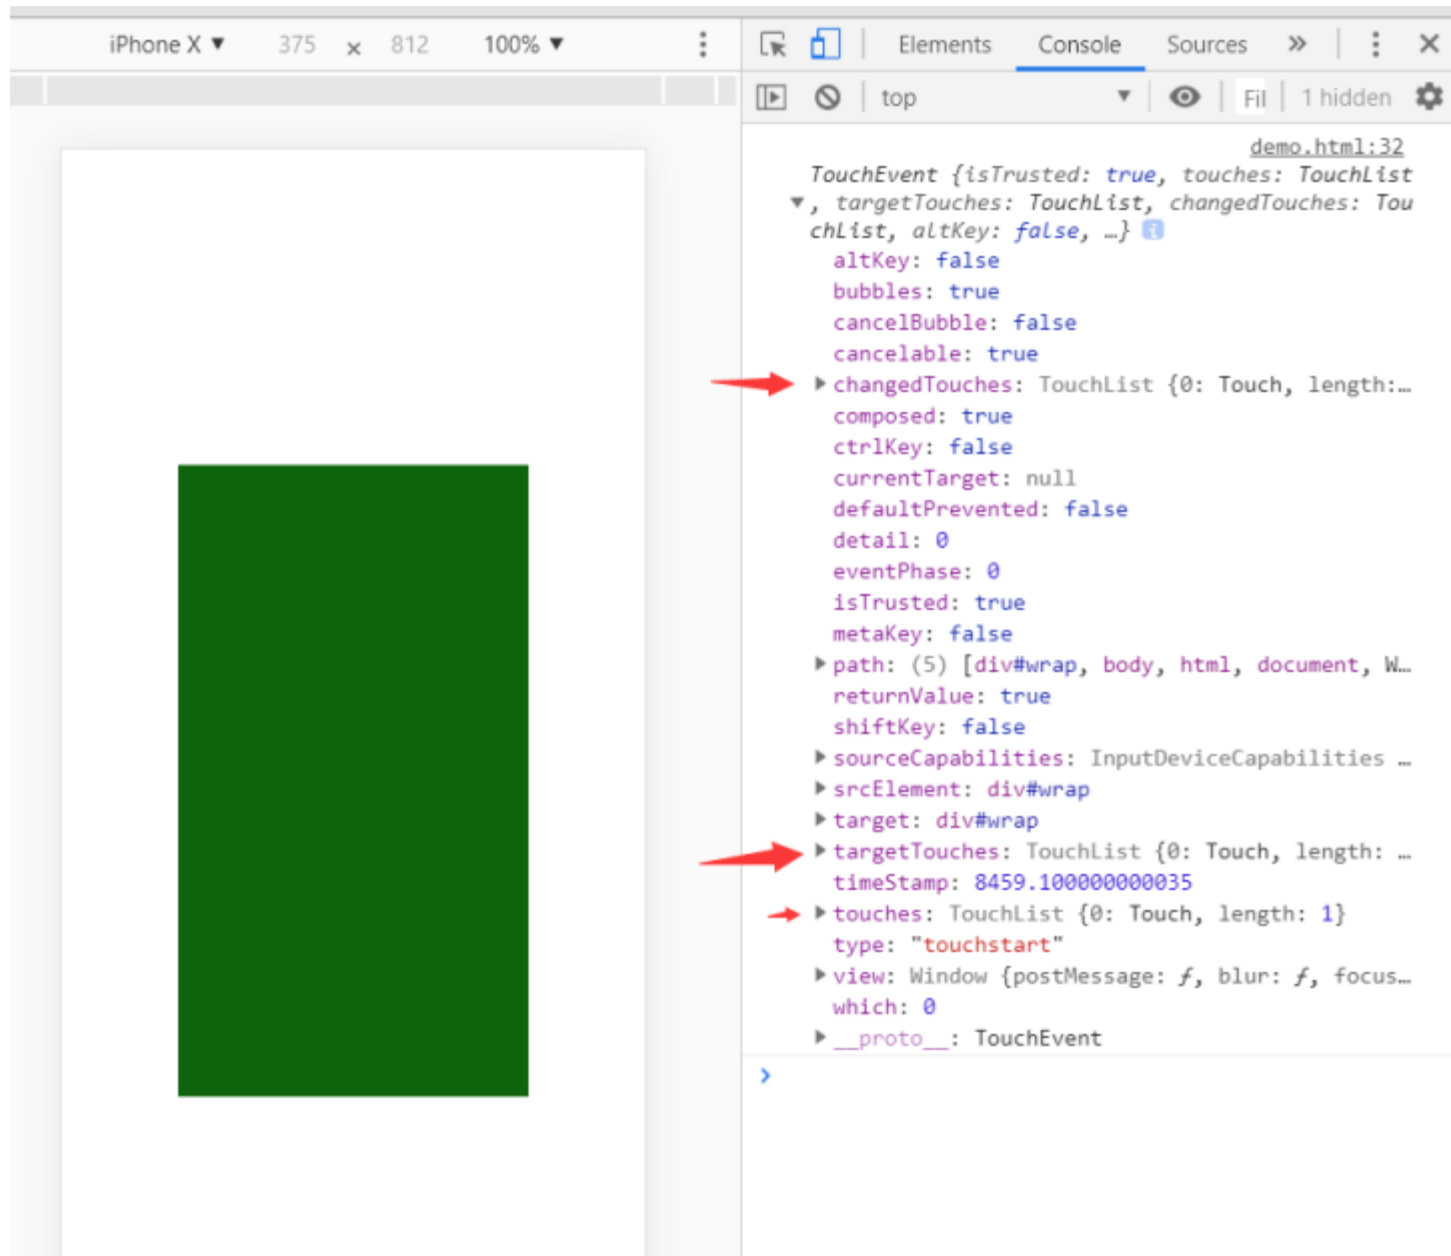 iPhone X ▼ 375 × 812 100% ▼
Elements Console Sources »
top ▼ Fil 1 hidden
demo.html:32
TouchEvent {isTrusted: true, touches: TouchList
▼, targetTouches: TouchList, changedTouches: Tou
chList, altKey: false, …} i
altKey: false
bubbles: true
cancelBubble: false
cancelable: true
▶changedTouches: TouchList {0: Touch, length:…
composed: true
ctrlKey: false
currentTarget: null
defaultPrevented: false
detail: 0
eventPhase: 0
isTrusted: true
metaKey: false
▶path: (5) [div#wrap, body, html, document, W…
returnValue: true
shiftKey: false
▶sourceCapabilities: InputDeviceCapabilities …
▶srcElement: div#wrap
▶target: div#wrap
▶targetTouches: TouchList {0: Touch, length: …
timeStamp: 8459.100000000035
▶touches: TouchList {0: Touch, length: 1}
type: "touchstart"
▶view: Window {postMessage: ƒ, blur: ƒ, focus…
which: 0
▶__proto__: TouchEvent